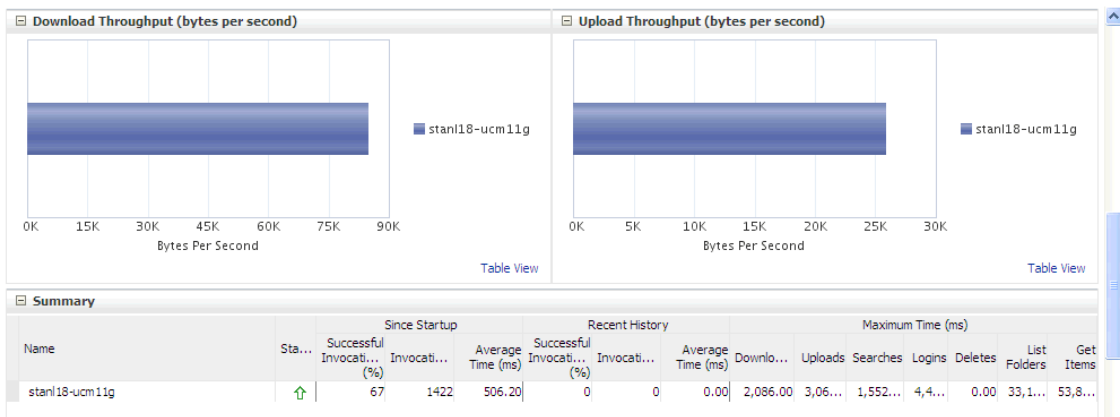 Download Throughput (bytes per second)
stanl18-ucm11g
0K 15K 30K 45K 60K 75K 90K
Bytes Per Second
Table View
Upload Throughput (bytes per second)
stanl18-ucm11g
0K 5K 10K 15K 20K 25K 30K
Bytes Per Second
Table View
Summary
Since Startup Recent History Maximum Time (ms)
Name Sta... Successful Invocati... (%) Invocati... Average Time (ms) Successful Invocati... (%) Invocati... Average Time (ms) Downlo... Uploads Searches Logins Deletes List Folders Get Items
stanl18-ucm11g 67 1422 506.20 0 0 0.00 2,086.00 3,06... 1,552... 4,4... 0.00 33,1... 53,8...